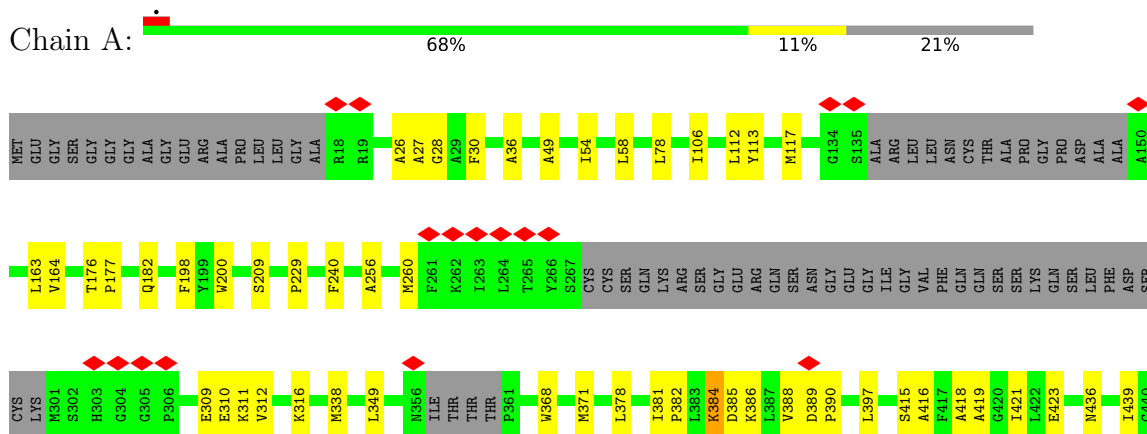 Chain A:
68% 11% 21%
MET GLU GLY SER GLY GLY GLY ALA GLY GLU ARG ALA PRO LEU LEU GLY ALA R18 R19 A26 A27 G28 A29 F30 A36 A49 I54 L58 L78 I106 L112 Y113 M117 G134 S135 ALA ARG LEU LEU ASN CYS THR ALA PRO GLY PRO ASP ALA ALA A150
L163 V164 T176 P177 Q182 F198 Y199 W200 S209 P229 F240 A256 M260 F261 K262 I263 L264 T265 Y266 S267 CYS CYS SER GLN LYS ARG SER GLY GLU ARG GLN SER ASN GLY GLU GLY ILE GLY VAL PHE GLN GLN SER SER LYS GLN SER LEU PHE ASP SER
CYS LYS M301 S302 H303 G304 G305 P306 E309 E310 K311 V312 K316 M338 L349 N356 ILE THR THR THR P361 W368 M371 L378 I381 P382 L383 K384 D385 K386 L387 V388 D389 P390 L397 S415 A416 F417 A418 A419 G420 I421 L422 E423 N436 I439